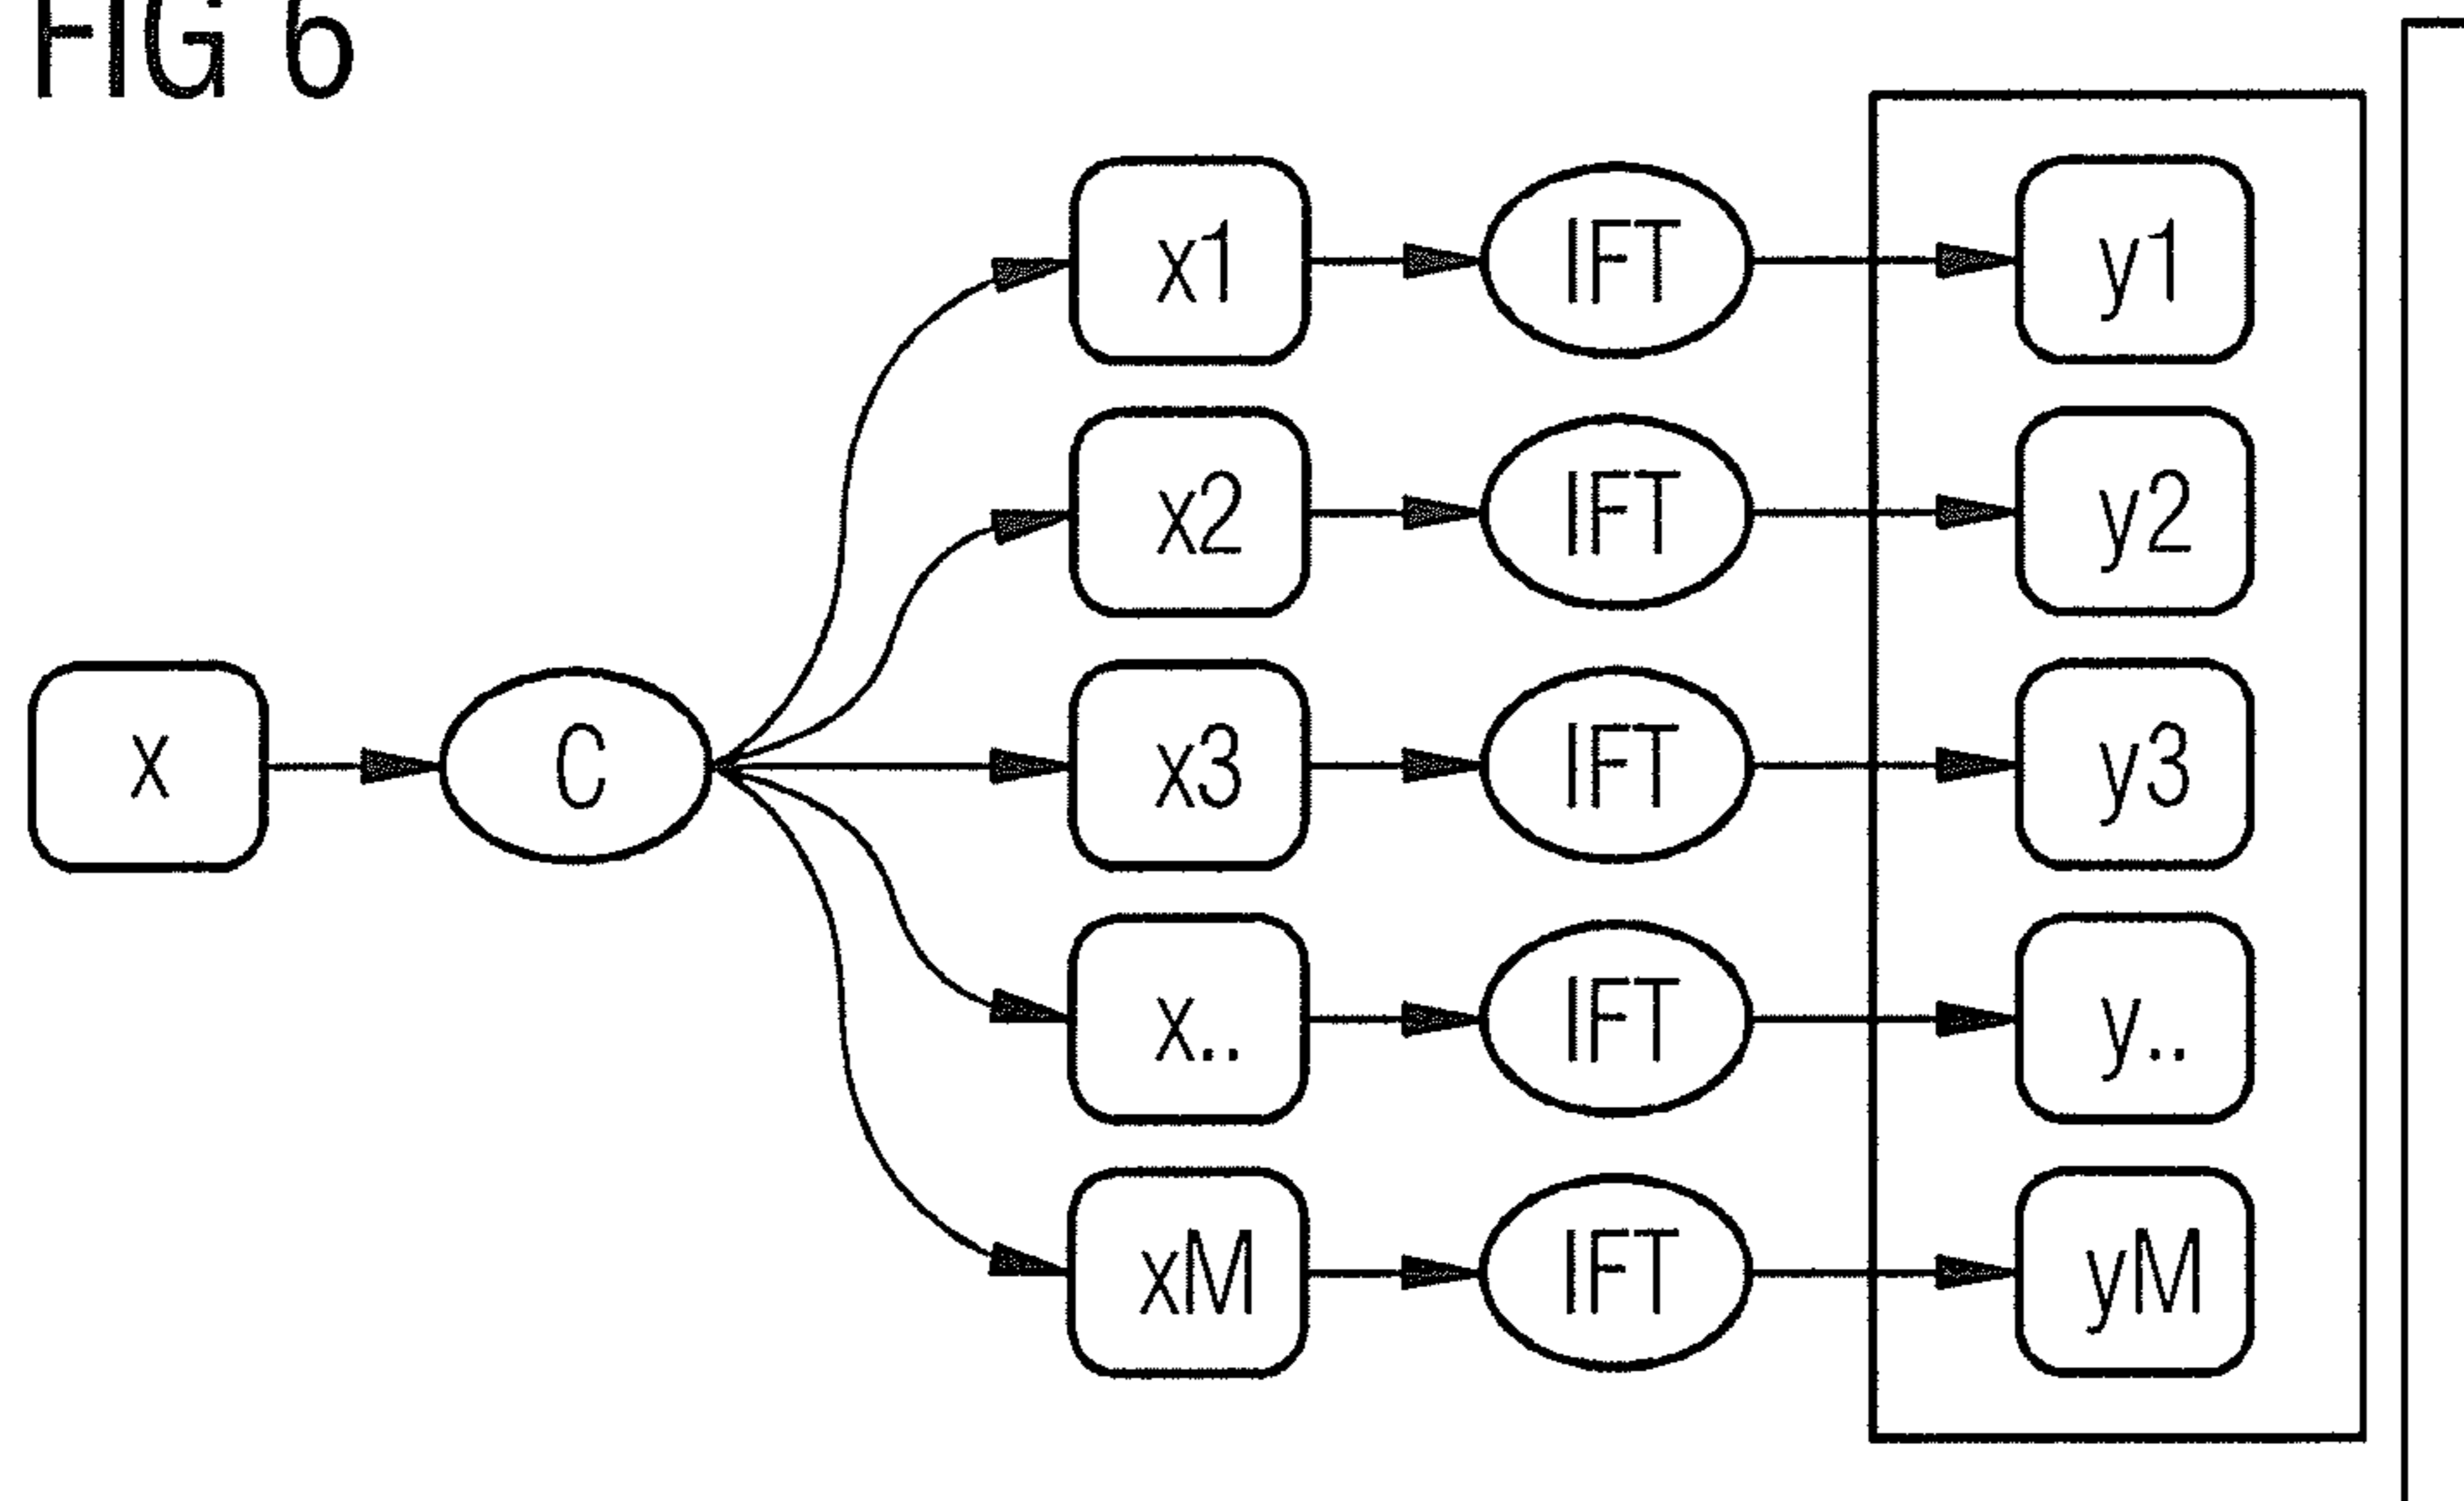 FIG 6
x1 IFT y1
x2 IFT y2
x C x3 IFT y3
x.. IFT y..
xM IFT yM